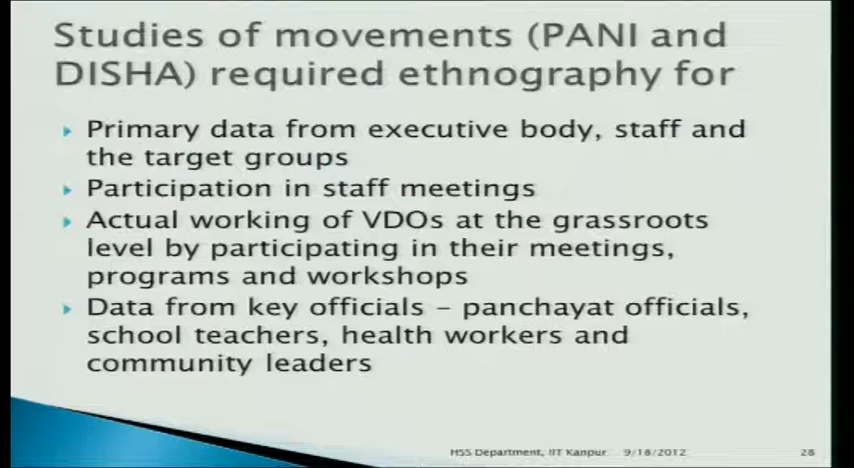 Studies of movements (PANI and
DISHA) required ethnography for
Primary data from executive body, staff and
the target groups
Participation in staff meetings
Actual working of VDOs at the grassroots
level by participating in their meetings,
programs and workshops
Data from key officials – panchayat officials,
school teachers, health workers and
community leaders
HSS Department, IIT Kanpur 9/18/2012 28